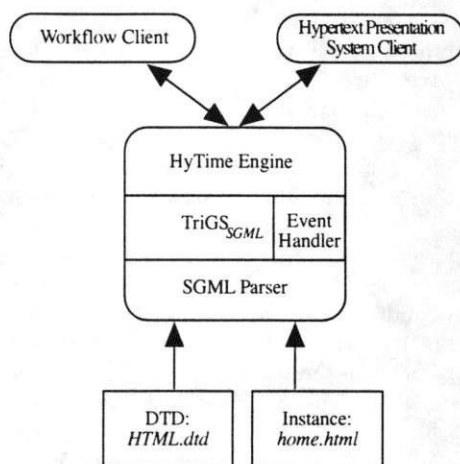 Workflow Client
Hypertext Presentation
System Client
HyTime Engine
TriGS_SGML
Event
Handler
SGML Parser
DTD:
HTML.dtd
Instance:
home.html